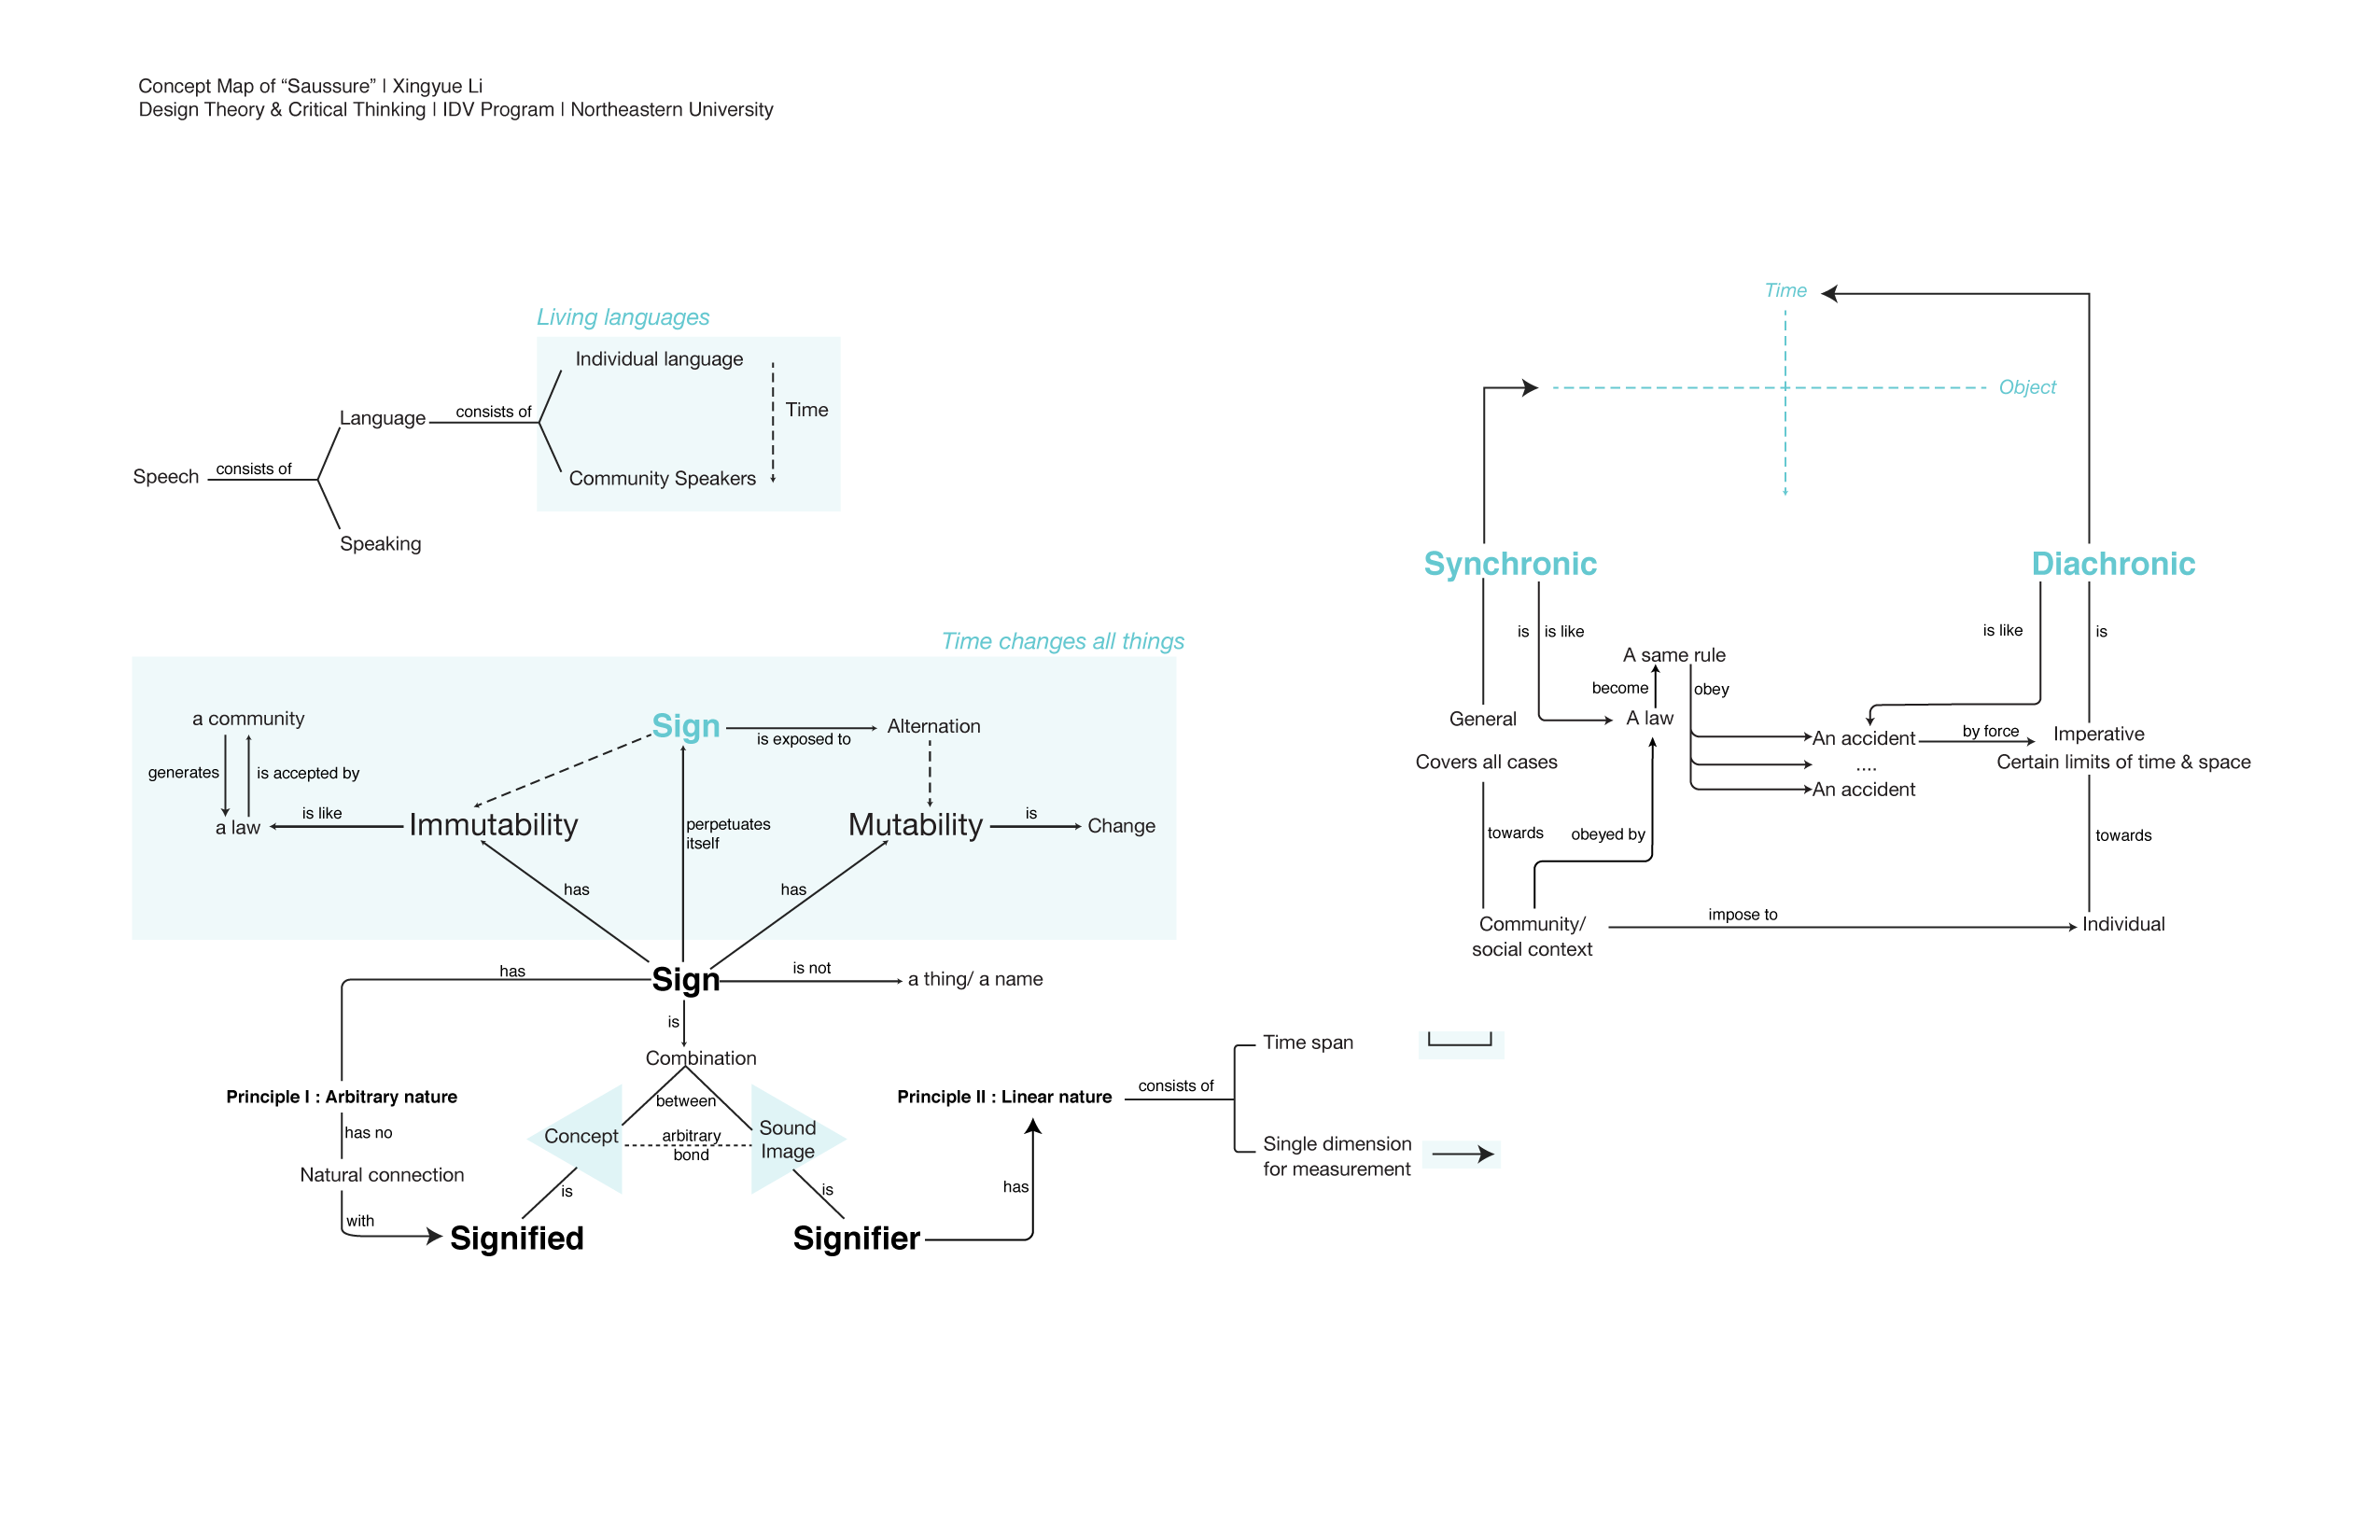 Concept Map of “Saussure” | Xingyue Li
Design Theory & Critical Thinking | IDV Program | Northeastern University
Living languages
Individual language
Time
Language
consists of
Community Speakers
Speech
consists of
Speaking
Time changes all things
a community
Sign
is exposed to
Alternation
generates
is accepted by
a law
is like
Immutability
perpetuates
itself
Mutability
is
Change
has
has
has
Sign
is not
a thing/ a name
is
Combination
Principle I : Arbitrary nature
between
has no
Concept
arbitrary
bond
Sound
Image
Natural connection
is
is
with
Signified
Signifier
has
Principle II : Linear nature
consists of
Time span
Single dimension
for measurement
Time
Object
Synchronic
Diachronic
is
is like
is like
is
A same rule
become
obey
General
A law
An accident
by force
Imperative
Covers all cases
....
Certain limits of time & space
An accident
towards
obeyed by
towards
Community/
social context
impose to
Individual